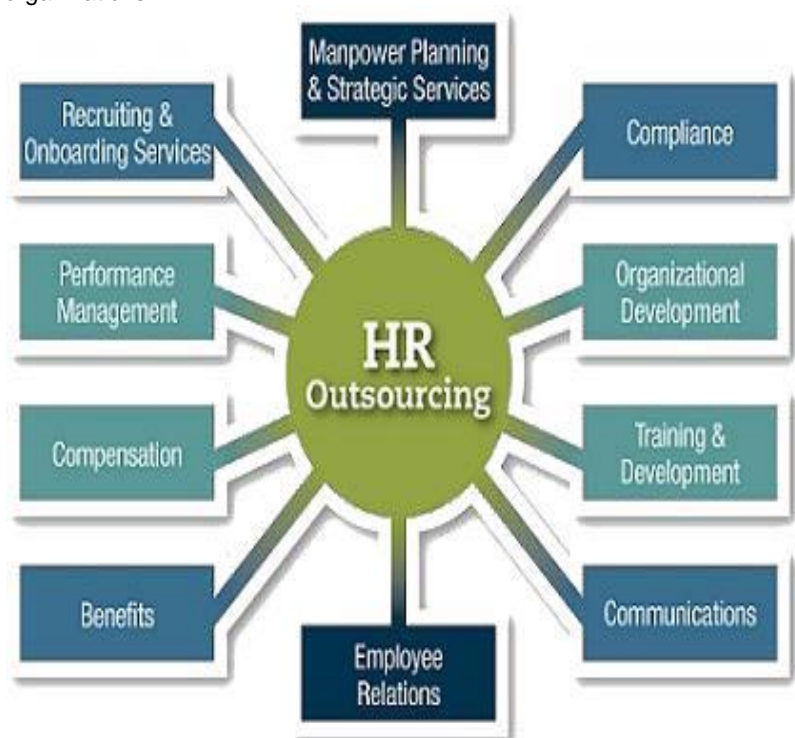 Manpower Planning
& Strategic Services
Recruiting &
Onboarding Services
Compliance
Performance
Management
Organizational
Development
HR
Outsourcing
Compensation
Training &
Development
Benefits
Communications
Employee
Relations